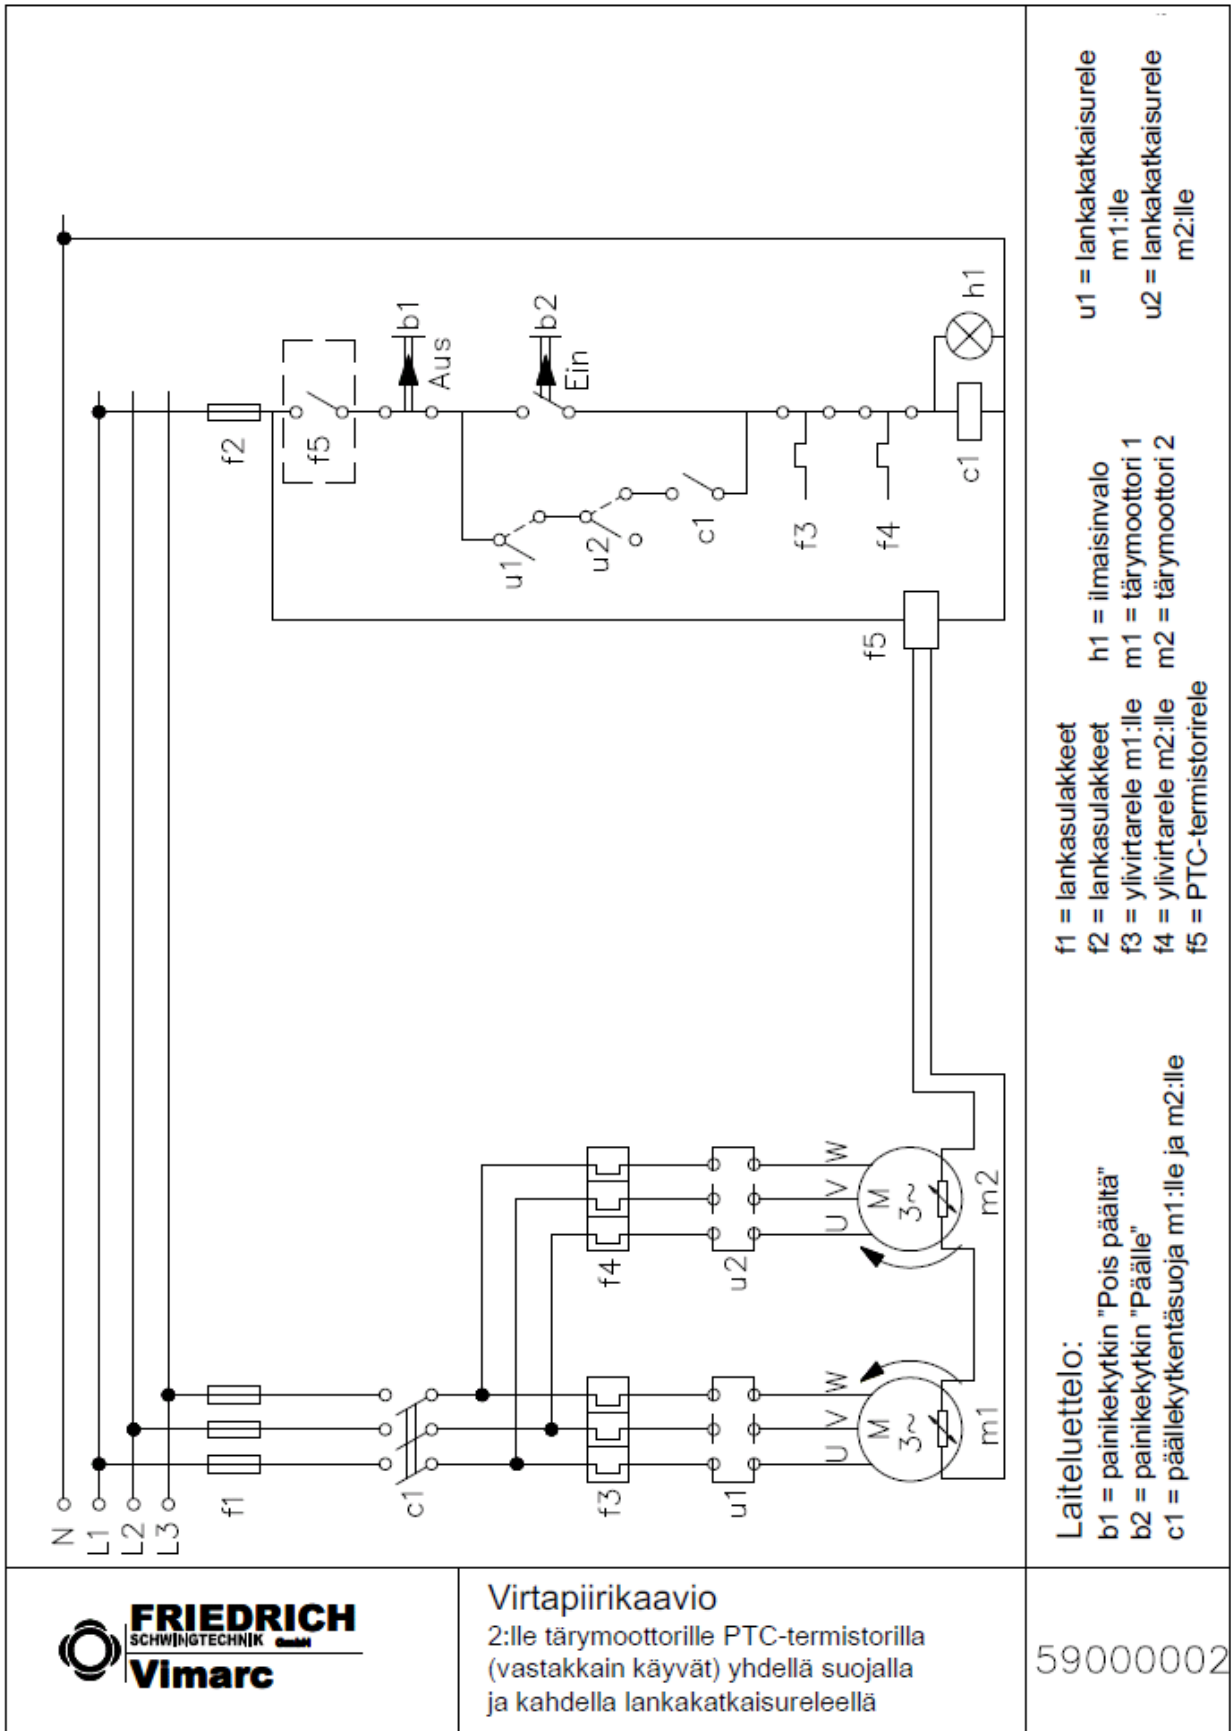 N
L1
L2
L3
f1
c1
f3
u1
U V W
M
3~
m1
f4
u2
U V W
M
3~
m2
f2
f5
b1
Aus
b2
Ein
u1
u2
c1
f3
f4
f5
c1
h1
Laiteluettelo:
b1 = painikekytkin "Pois päältä"
b2 = painikekytkin "Päälle"
c1 = päällekytkentäsuoja m1:lle ja m2:lle
f1 = lankasulakkeet
f2 = lankasulakkeet
f3 = ylivirtarele m1:lle
f4 = ylivirtarele m2:lle
f5 = PTC-termistorirele
h1 = ilmaisinvalo
m1 = tärymoottori 1
m2 = tärymoottori 2
u1 = lankakatkaisurele
m1:lle
u2 = lankakatkaisurele
m2:lle
FRIEDRICH
SCHWINGTECHNIK GmbH
Vimarc
Virtapiirikaavio
2:lle tärymoottorille PTC-termistorilla
(vastakkain käyvät) yhdellä suojalla
ja kahdella lankakatkaisureleellä
59000002